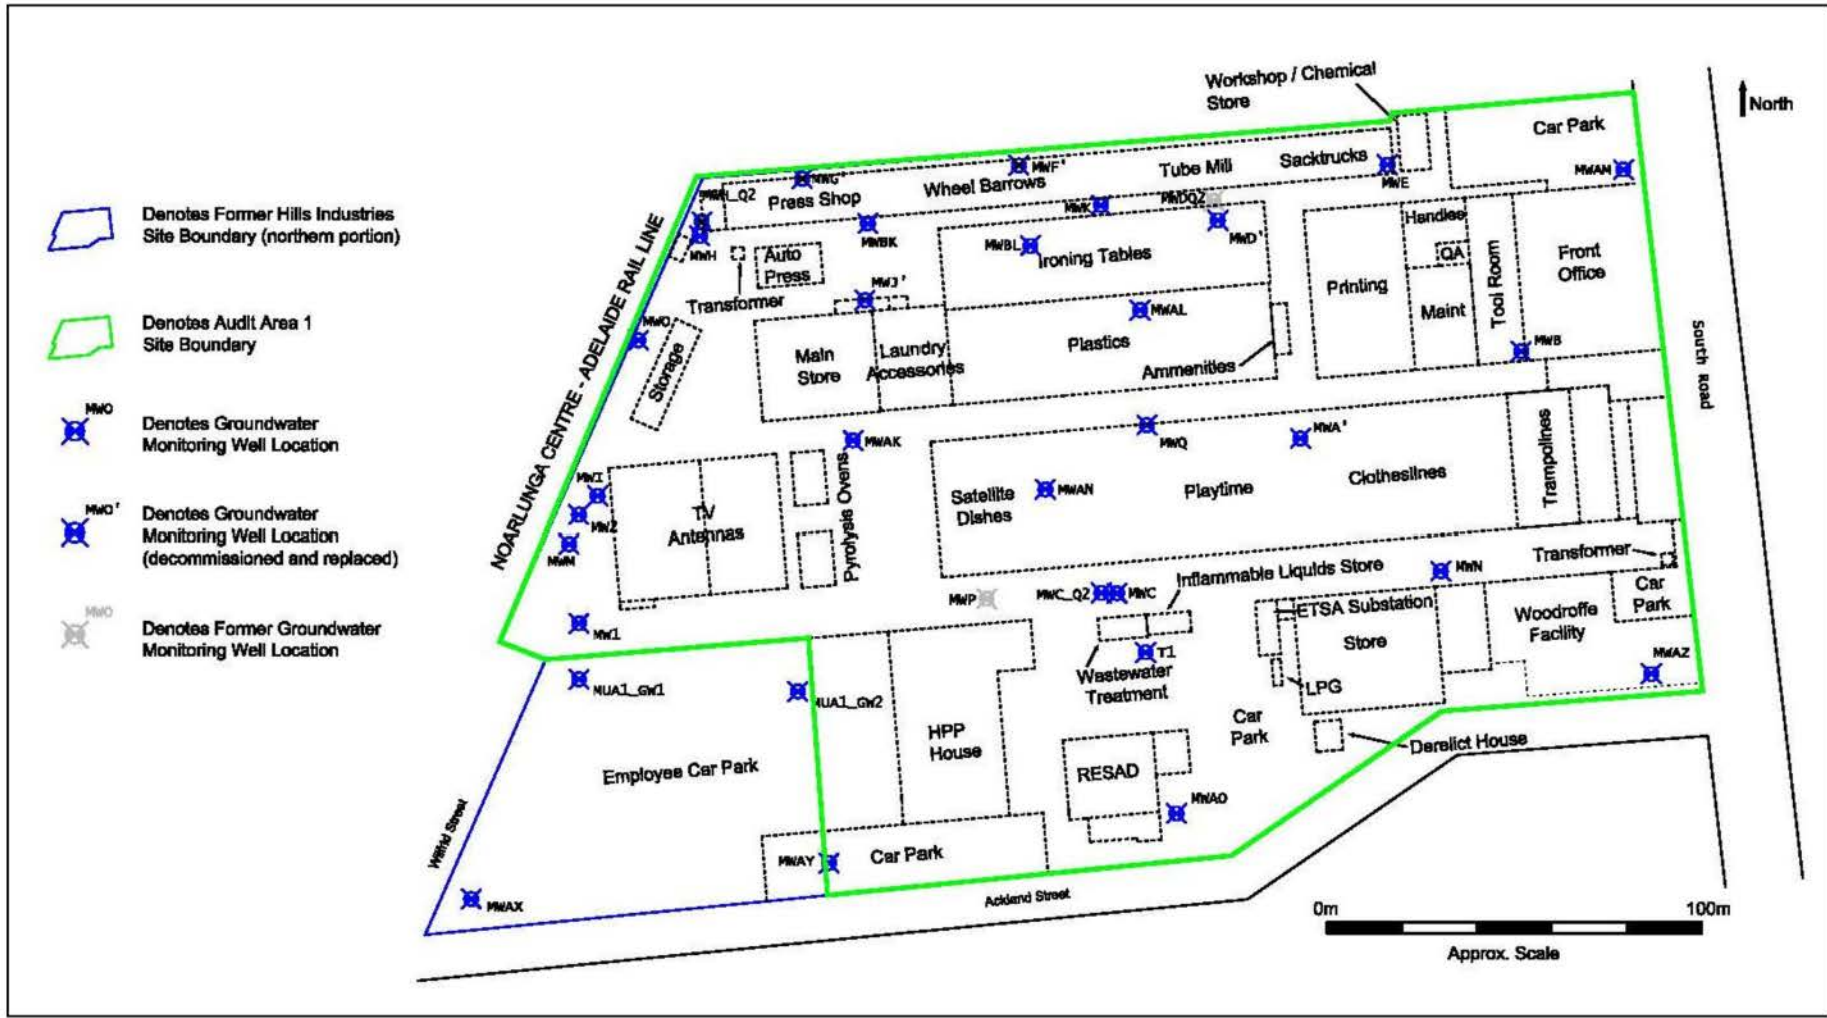 Workshop / Chemical
Store
North
Car Park
Denotes Former Hills Industries
Site Boundary (northern portion)
Denotes Audit Area 1
Site Boundary
MWO
Denotes Groundwater
Monitoring Well Location
MWO'
Denotes Groundwater
Monitoring Well Location
(decommissioned and replaced)
MWO
Denotes Former Groundwater
Monitoring Well Location
NOARLUNGA CENTRE - ADELAIDE RAIL LINE
MWG'
MWF'
Tube Mill
Sacktrucks
MWE
MWAM
Press Shop
Wheel Barrows
MWK
MWDQ2
MWD'
MWH
MWBK
MWBL
Ironing Tables
Handles
QA
Tool Room
Front
Office
Auto
Press
Transformer
MWJ'
Printing
Maint
MWO
Storage
Main
Store
Laundry
Accessories
Plastics
MWAL
Ammenities
MWB
South Road
MWAK
MWQ
MWA'
Trampolines
MWI
MW2
MWM
TV
Antennas
Pyrolysis Ovens
Satellite
Dishes
MWAN
Playtime
Clotheslines
MW1
MWP
MWC_Q2
MWC
Inflammable Liquids Store
MWN
Transformer
Car
Park
ETSA Substation
Store
Woodroffe
Facility
T1
Wastewater
Treatment
LPG
MWAZ
MUA1_GW1
MUA1_GW2
HPP
House
Car
Park
Derelict House
Employee Car Park
RESAD
MWAO
Wilfrid Street
MWAY
Car Park
MWAX
Ackland Street
0m
100m
Approx. Scale